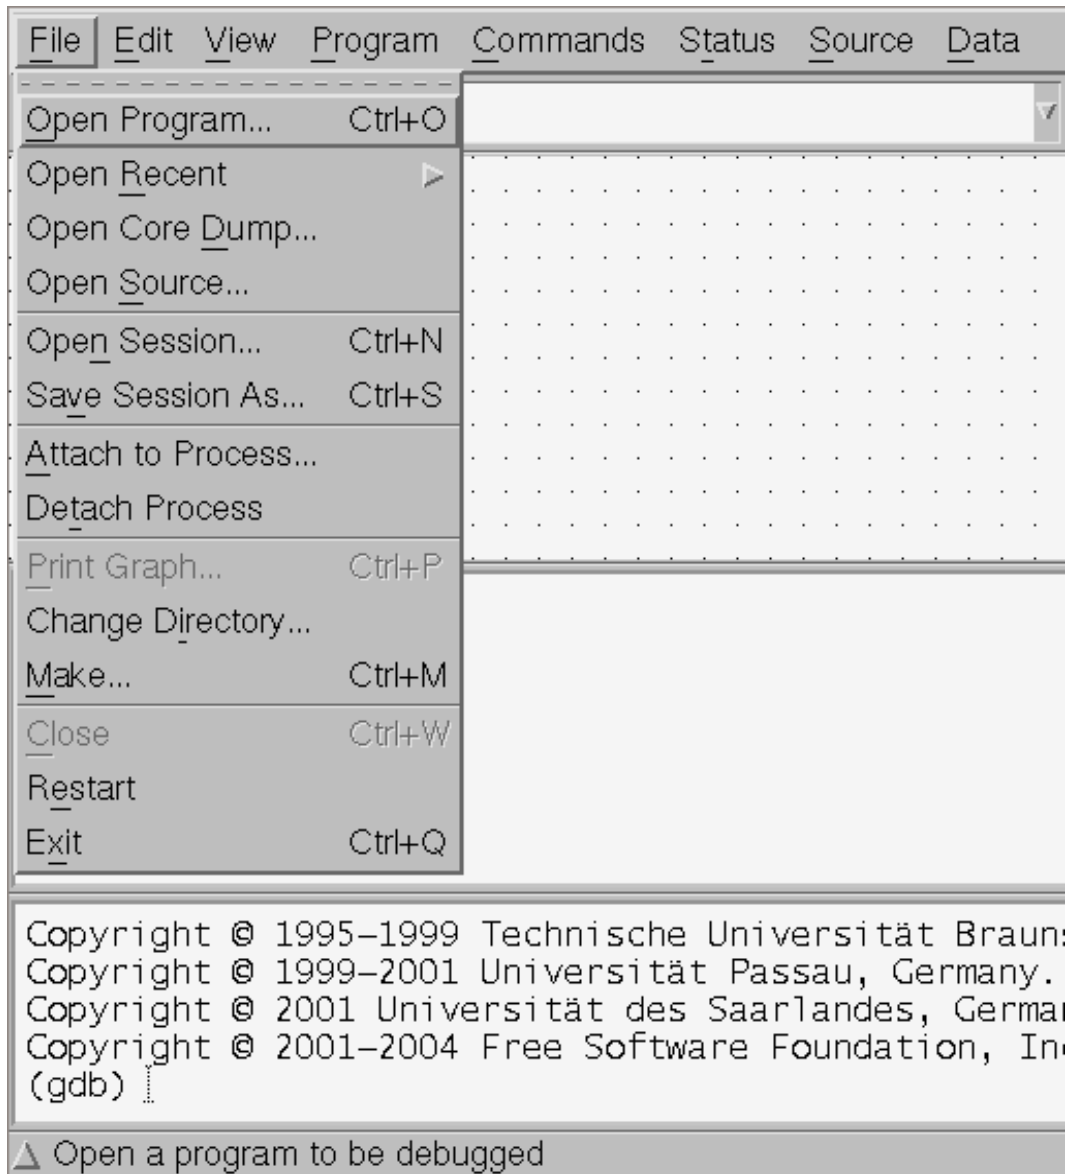 File Edit View Program Commands Status Source Data
Open Program... Ctrl+O
Open Recent
Open Core Dump...
Open Source...
Open Session... Ctrl+N
Save Session As... Ctrl+S
Attach to Process...
Detach Process
Print Graph... Ctrl+P
Change Directory...
Make... Ctrl+M
Close Ctrl+W
Restart
Exit Ctrl+Q
Copyright © 1995–1999 Technische Universität
Copyright © 1999–2001 Universität Passau, Germany.
Copyright © 2001 Universität des Saarlandes,
Copyright © 2001–2004 Free Software Foundation,
(gdb)
Open a program to be debugged